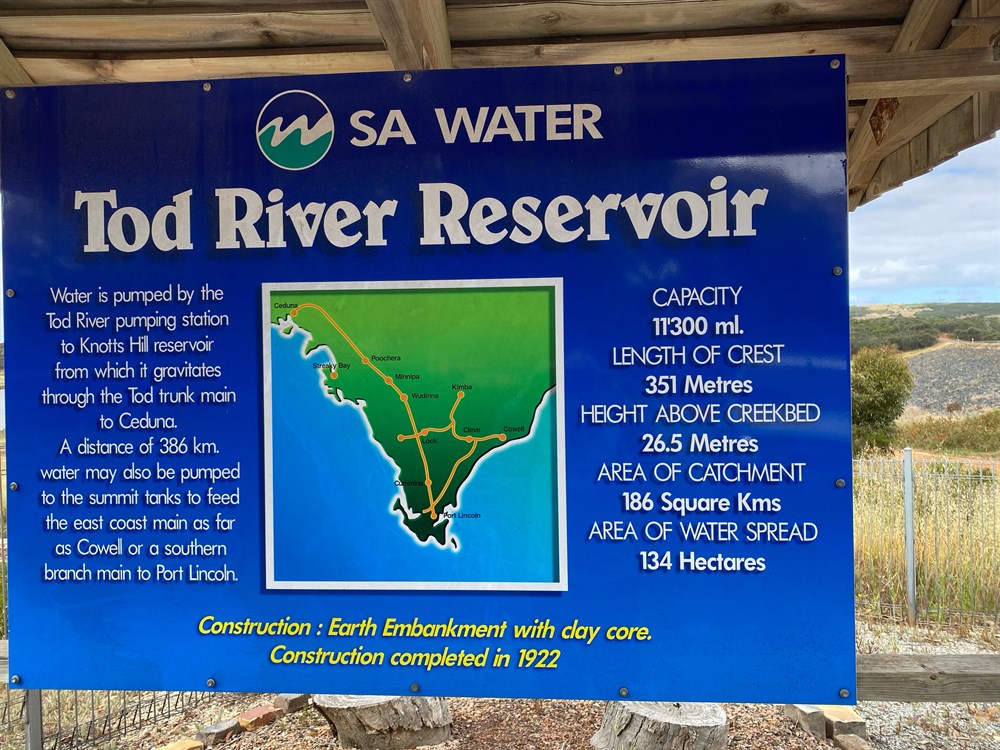 SA WATER
Tod River Reservoir
Water is pumped by the
Tod River pumping station
to Knotts Hill reservoir
from which it gravitates
through the Tod trunk main
to Ceduna.
A distance of 386 km.
water may also be pumped
to the summit tanks to feed
the east coast main as far
as Cowell or a southern
branch main to Port Lincoln.
Ceduna
Poochera
Streaky Bay
Minnipa
Kimba
Wudinna
Lock
Cleve
Cowell
Cummins
Port Lincoln
CAPACITY
11'300 ml.
LENGTH OF CREST
351 Metres
HEIGHT ABOVE CREEKBED
26.5 Metres
AREA OF CATCHMENT
186 Square Kms
AREA OF WATER SPREAD
134 Hectares
Construction : Earth Embankment with clay core.
Construction completed in 1922